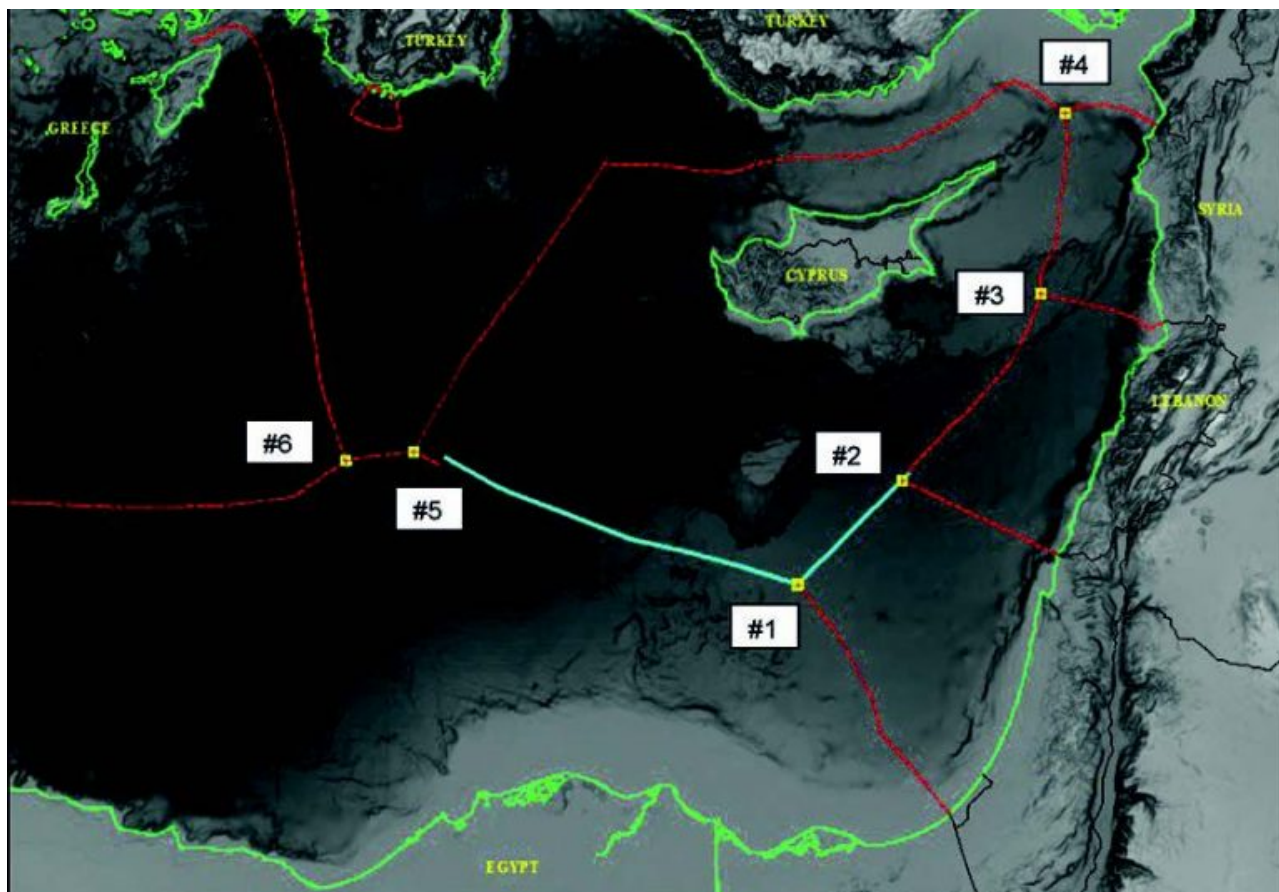 TURKEY
TURKEY
#4
GREECE
SYRIA
CYPRUS
#3
LEBANON
#6
#2
#5
#1
EGYPT